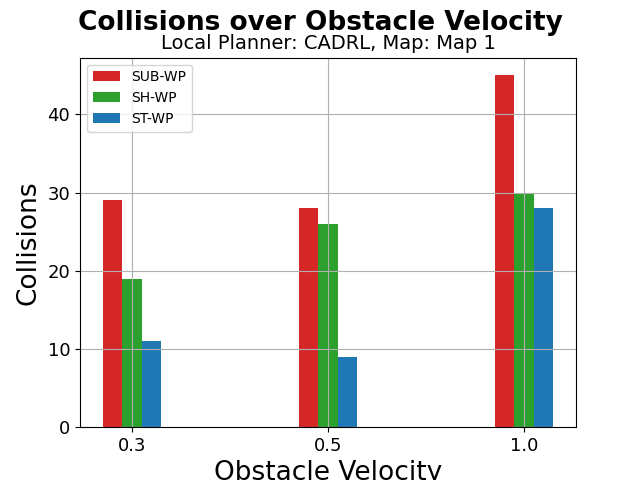 Collisions over Obstacle Velocity
Local Planner: CADRL, Map: Map 1
SUB-WP
SH-WP
ST-WP
Collisions
40
30
20
10
0
0.3 0.5 1.0
Obstacle Velocity